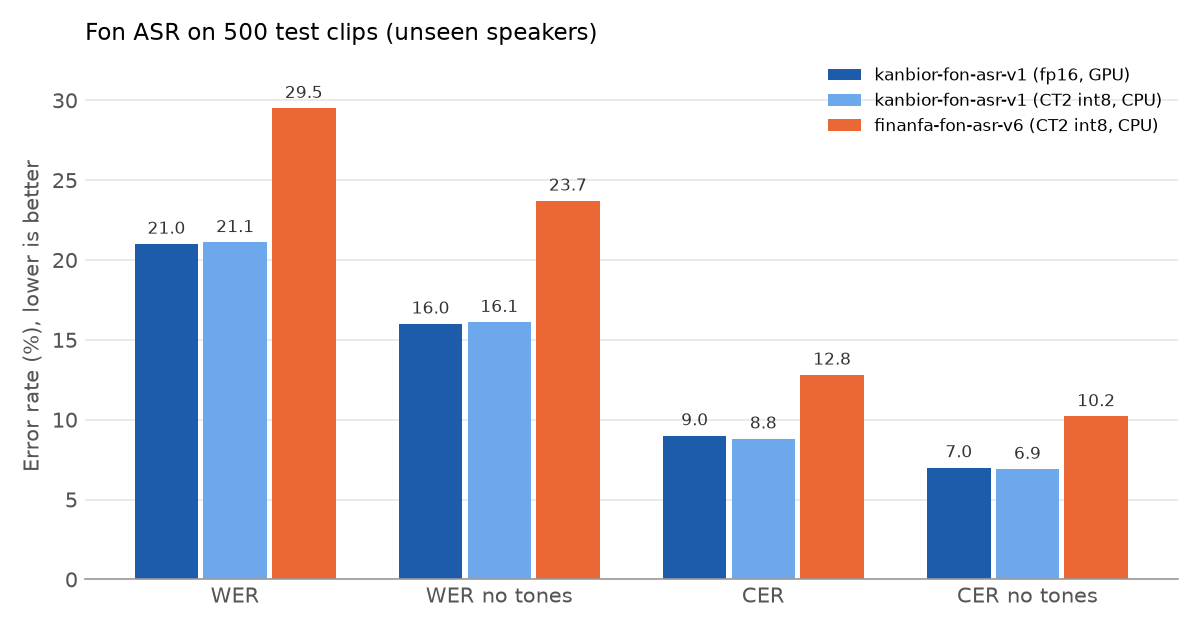 Fon ASR on 500 test clips (unseen speakers)
kanbior-fon-asr-v1 (fp16, GPU)
kanbior-fon-asr-v1 (CT2 int8, CPU)
finanfa-fon-asr-v6 (CT2 int8, CPU)
Error rate (%), lower is better
30
25
20
15
10
5
0
21.0
21.1
29.5
16.0
16.1
23.7
9.0
8.8
12.8
7.0
6.9
10.2
WER
WER no tones
CER
CER no tones